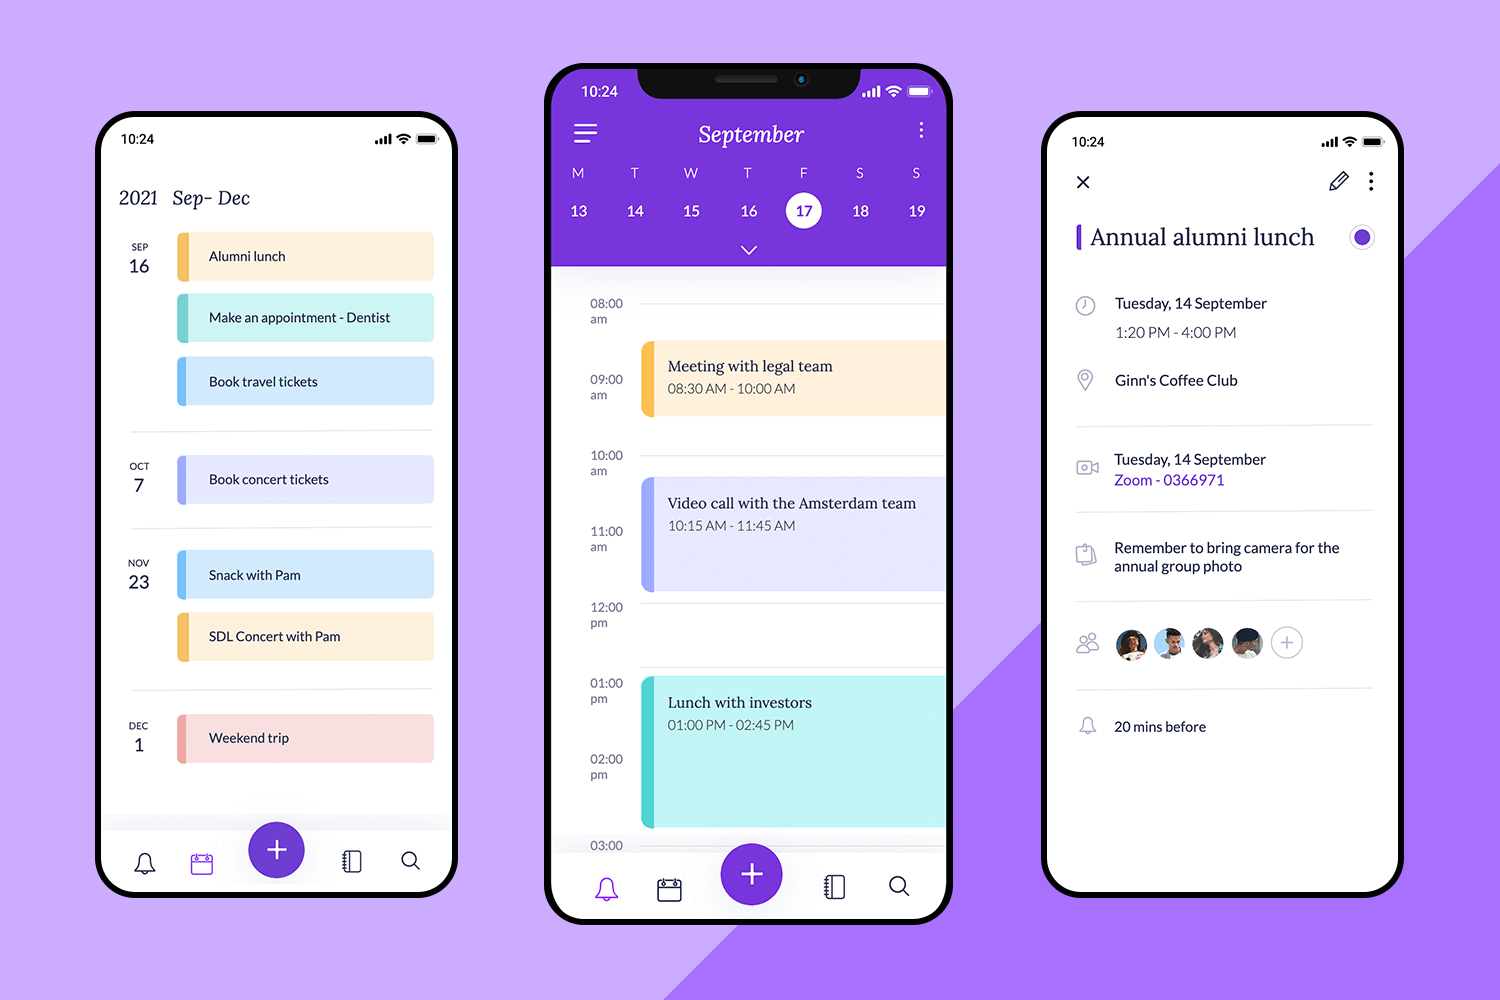 10:24
2021 Sep- Dec
SEP
16
Alumni lunch
Make an appointment - Dentist
Book travel tickets
OCT
7
Book concert tickets
NOV
23
Snack with Pam
SDL Concert with Pam
DEC
1
Weekend trip
10:24
September
M T W T F S S
13 14 15 16 17 18 19
08:00
am
Meeting with legal team
08:30 AM - 10:00 AM
09:00
am
10:00
am
Video call with the Amsterdam team
10:15 AM - 11:45 AM
11:00
am
12:00
pm
01:00
pm
Lunch with investors
01:00 PM - 02:45 PM
02:00
pm
03:00
10:24
Annual alumni lunch
Tuesday, 14 September
1:20 PM - 4:00 PM
Ginn's Coffee Club
Tuesday, 14 September
Zoom - 0366971
Remember to bring camera for the
annual group photo
20 mins before